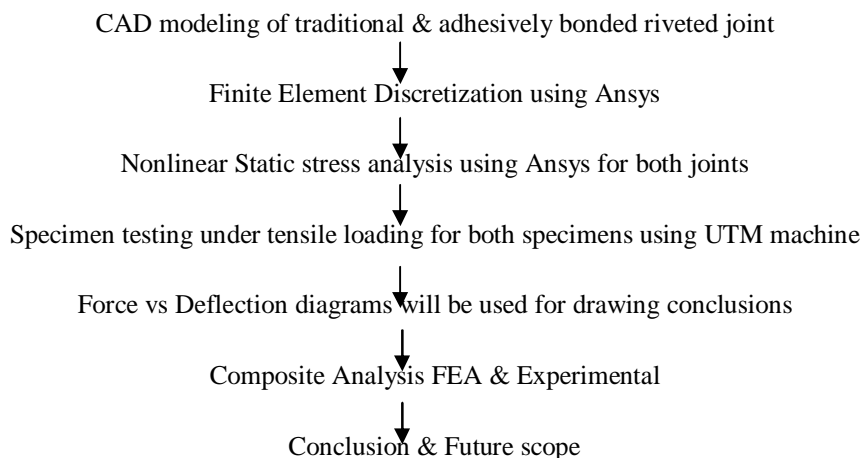 CAD modeling of traditional & adhesively bonded riveted joint
Finite Element Discretization using Ansys
Nonlinear Static stress analysis using Ansys for both joints
Specimen testing under tensile loading for both specimens using UTM machine
Force vs Deflection diagrams will be used for drawing conclusions
Composite Analysis FEA & Experimental
Conclusion & Future scope